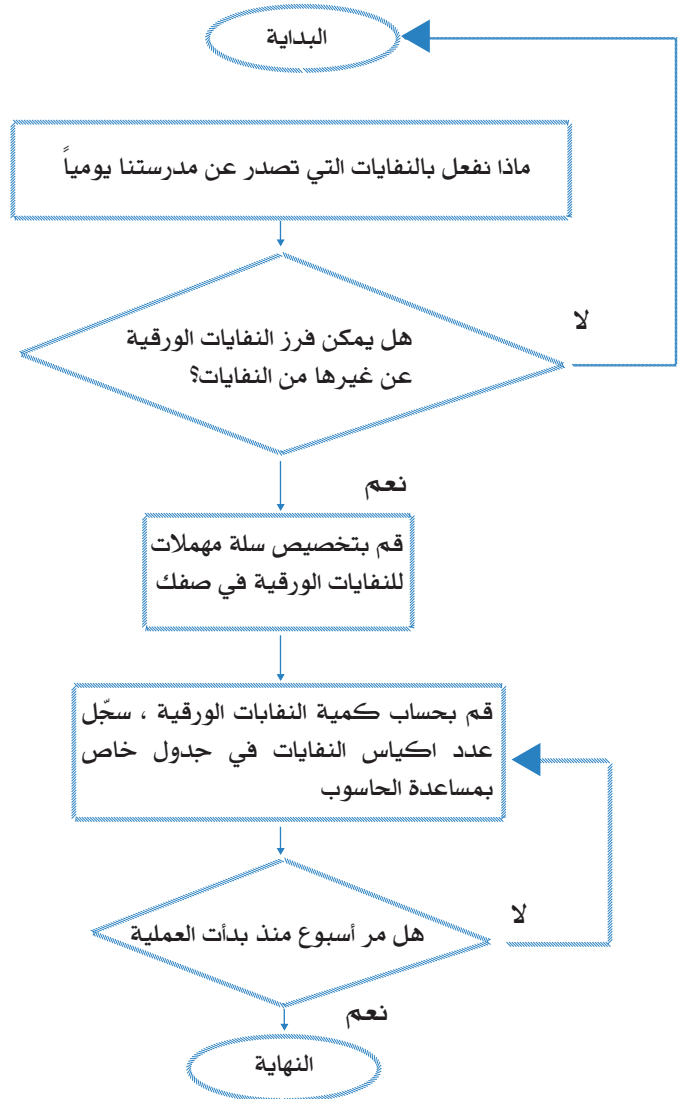 البداية
ماذا نفعل بالنفايات التي تصدر عن مدرستنا يومياً
هل يمكن فرز النفايات الورقية
عن غيرها من النفايات؟
لا
نعم
قم بتخصيص سلة مهملات
للنفايات الورقية في صفك
قم بحساب كمية النفابات الورقية ، سجّل
عدد اكياس النفايات في جدول خاص
بمساعدة الحاسوب
هل مر أسبوع منذ بدأت العملية
لا
نعم
النهاية